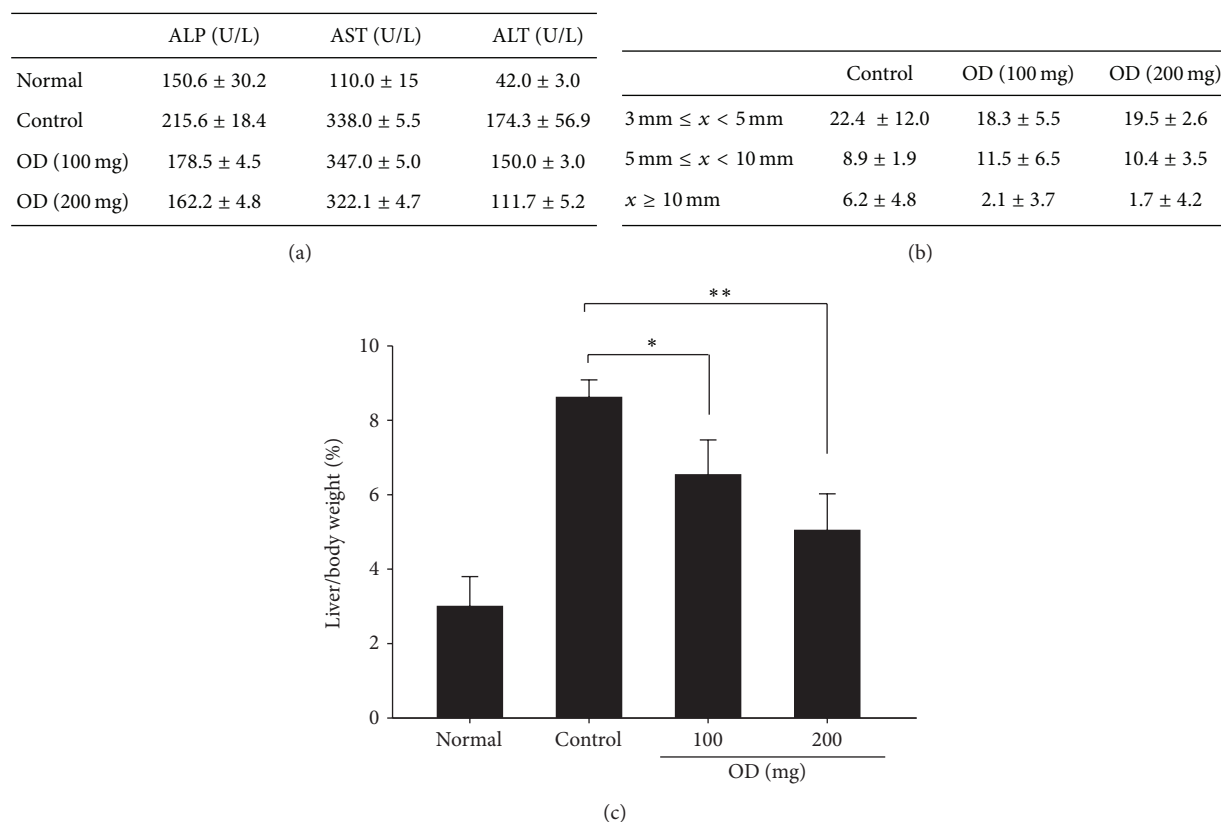 ALP (U/L) AST (U/L) ALT (U/L)
Normal 150.6 ± 30.2 110.0 ± 15 42.0 ± 3.0
Control 215.6 ± 18.4 338.0 ± 5.5 174.3 ± 56.9
OD (100 mg) 178.5 ± 4.5 347.0 ± 5.0 150.0 ± 3.0
OD (200 mg) 162.2 ± 4.8 322.1 ± 4.7 111.7 ± 5.2
(a)
Control OD (100 mg) OD (200 mg)
3 mm ≤ x < 5 mm 22.4 ± 12.0 18.3 ± 5.5 19.5 ± 2.6
5 mm ≤ x < 10 mm 8.9 ± 1.9 11.5 ± 6.5 10.4 ± 3.5
x ≥ 10 mm 6.2 ± 4.8 2.1 ± 3.7 1.7 ± 4.2
(b)
**
*
10
8
6
4
2
0
Liver/body weight (%)
Normal Control 100 200
OD (mg)
(c)